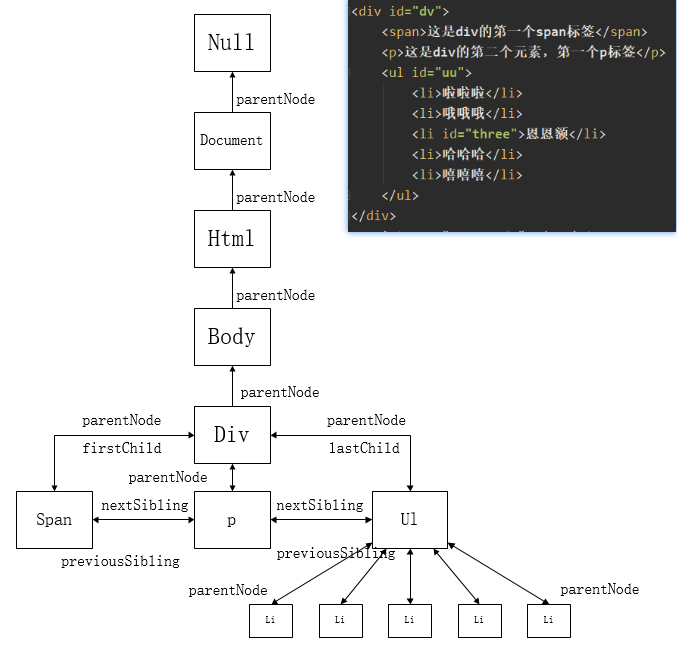 Null
parentNode
Document
parentNode
Html
parentNode
Body
parentNode
Div
parentNode
parentNode
firstChild
lastChild
parentNode
Span
nextSibling
p
nextSibling
Ul
previousSibling
previousSibling
parentNode
parentNode
Li
Li
Li
Li
Li
<div id="dv">
<span>这是div的第一个span标签</span>
<p>这是div的第二个元素，第一个p标签</p>
<ul id="uu">
<li>啦啦啦</li>
<li>哦哦哦</li>
<li id="three">恩恩额</li>
<li>哈哈哈</li>
<li>嘻嘻嘻</li>
</ul>
</div>